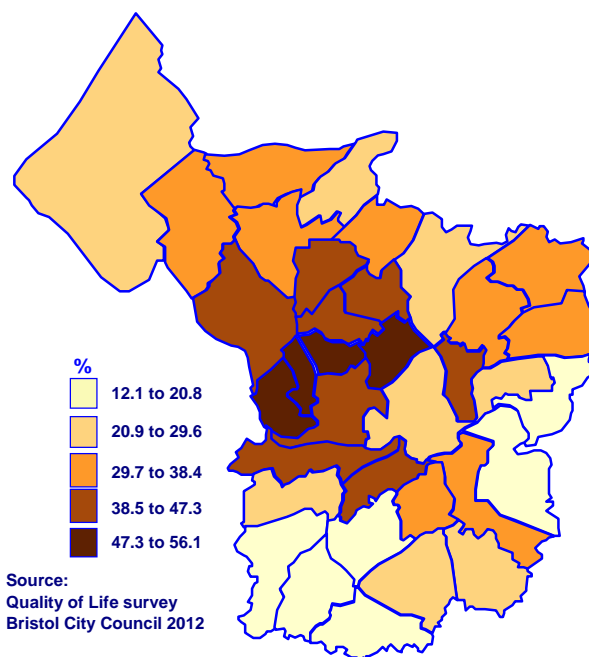 %
12.1 to 20.8
20.9 to 29.6
29.7 to 38.4
38.5 to 47.3
47.3 to 56.1
Source:
Quality of Life survey
Bristol City Council 2012